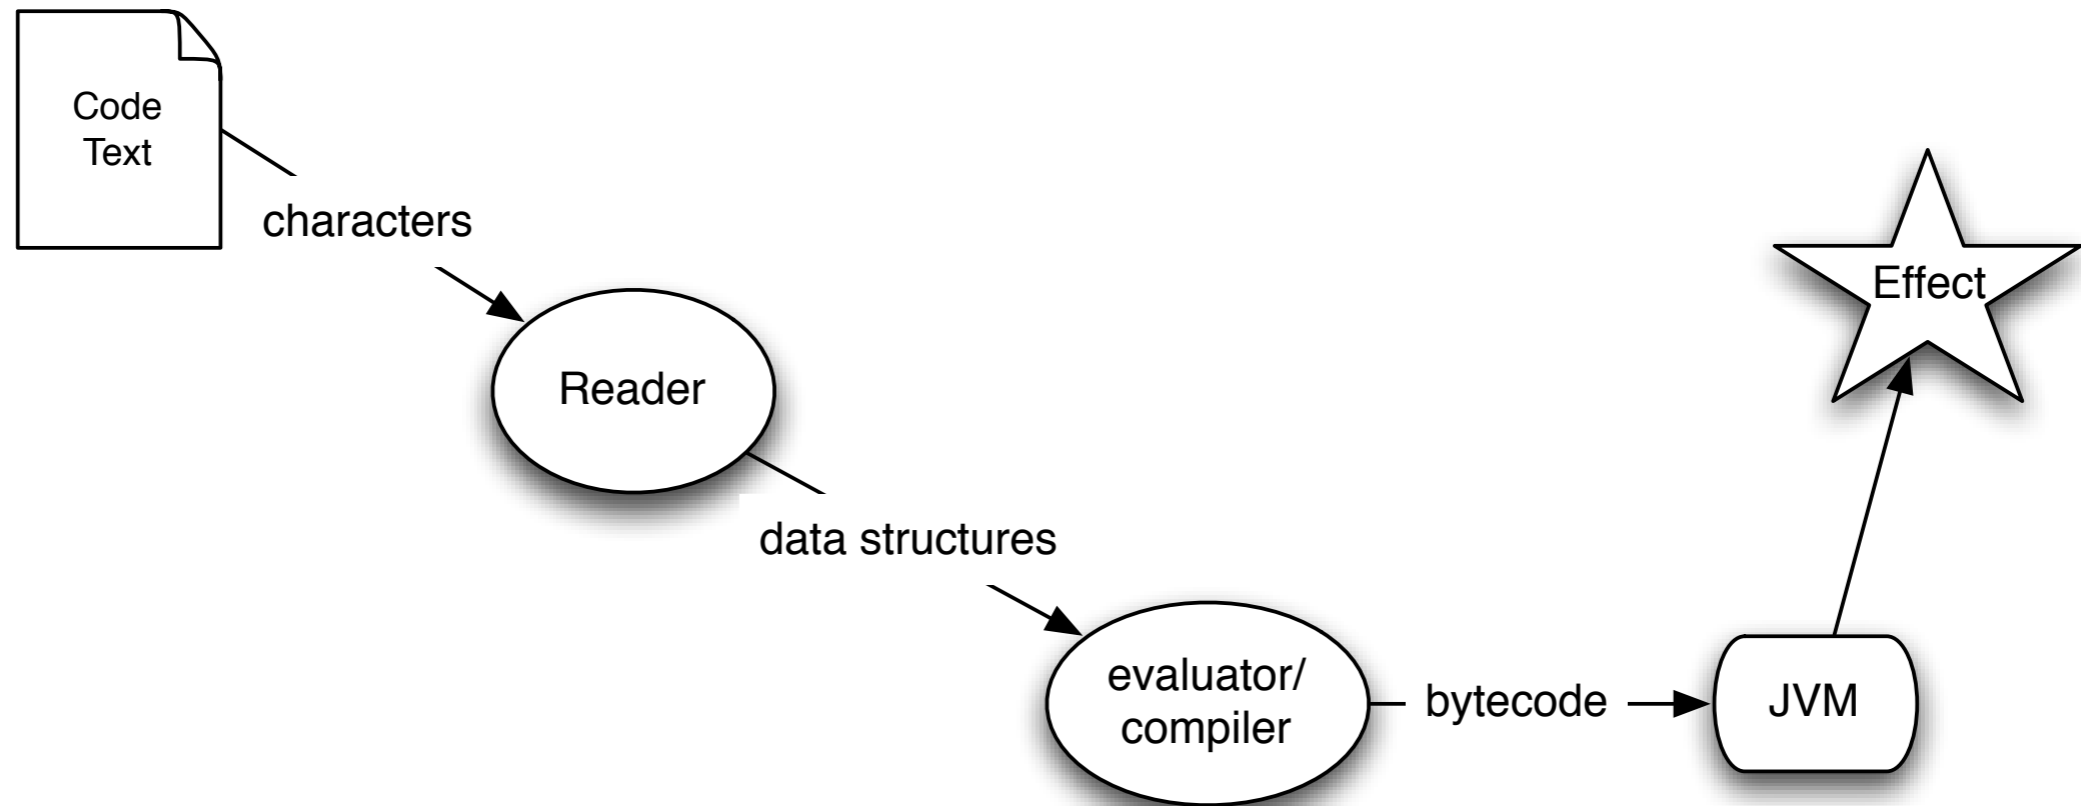 Code
Text
characters
Reader
data structures
evaluator/
compiler
bytecode
JVM
Effect